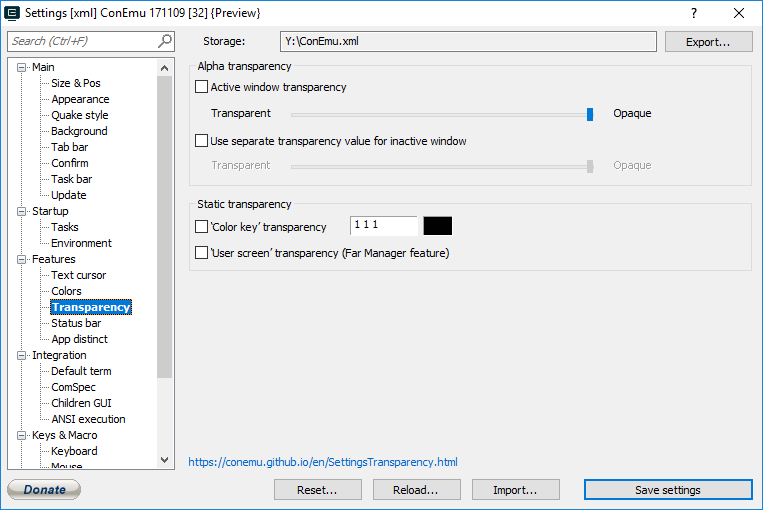 Settings [xml] ConEmu 171109 [32] {Preview}
Search (Ctrl+F)
Storage:
Y:\ConEmu.xml
Export...
Main
Size & Pos
Appearance
Quake style
Background
Tab bar
Confirm
Task bar
Update
Startup
Tasks
Environment
Features
Text cursor
Colors
Transparency
Status bar
App distinct
Integration
Default term
ComSpec
Children GUI
ANSI execution
Keys & Macro
Keyboard
Mouse
Alpha transparency
Active window transparency
Transparent Opaque
Use separate transparency value for inactive window
Transparent Opaque
Static transparency
‘Color key’ transparency 1 1 1
‘User screen’ transparency (Far Manager feature)
https://conemu.github.io/en/SettingsTransparency.html
Donate
Reset...
Reload...
Import...
Save settings